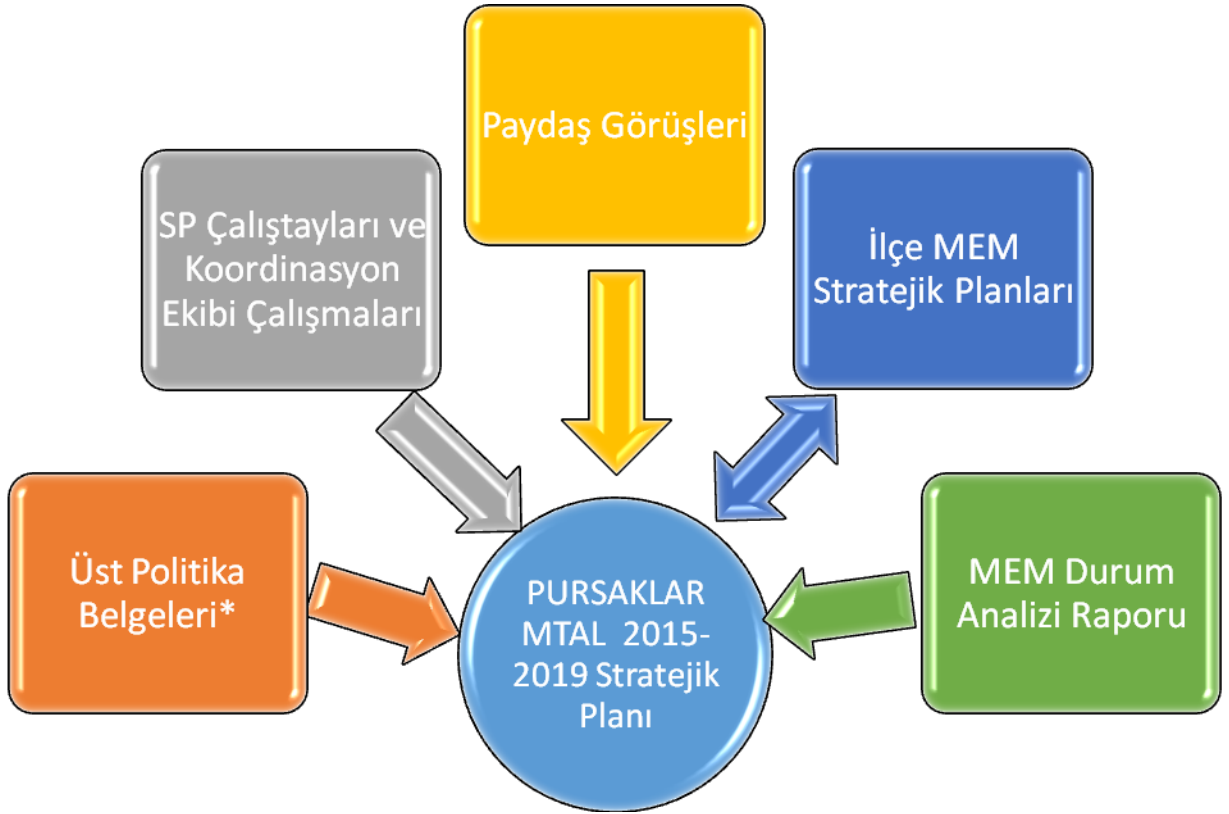 Paydaş Görüşleri
SP Çalıştayları ve
Koordinasyon
Ekibi Çalışmaları
İlçe MEM
Stratejik Planları
Üst Politika
Belgeleri*
MEM Durum
Analizi Raporu
PURSAKLAR
MTAL 2015-
2019 Stratejik
Planı